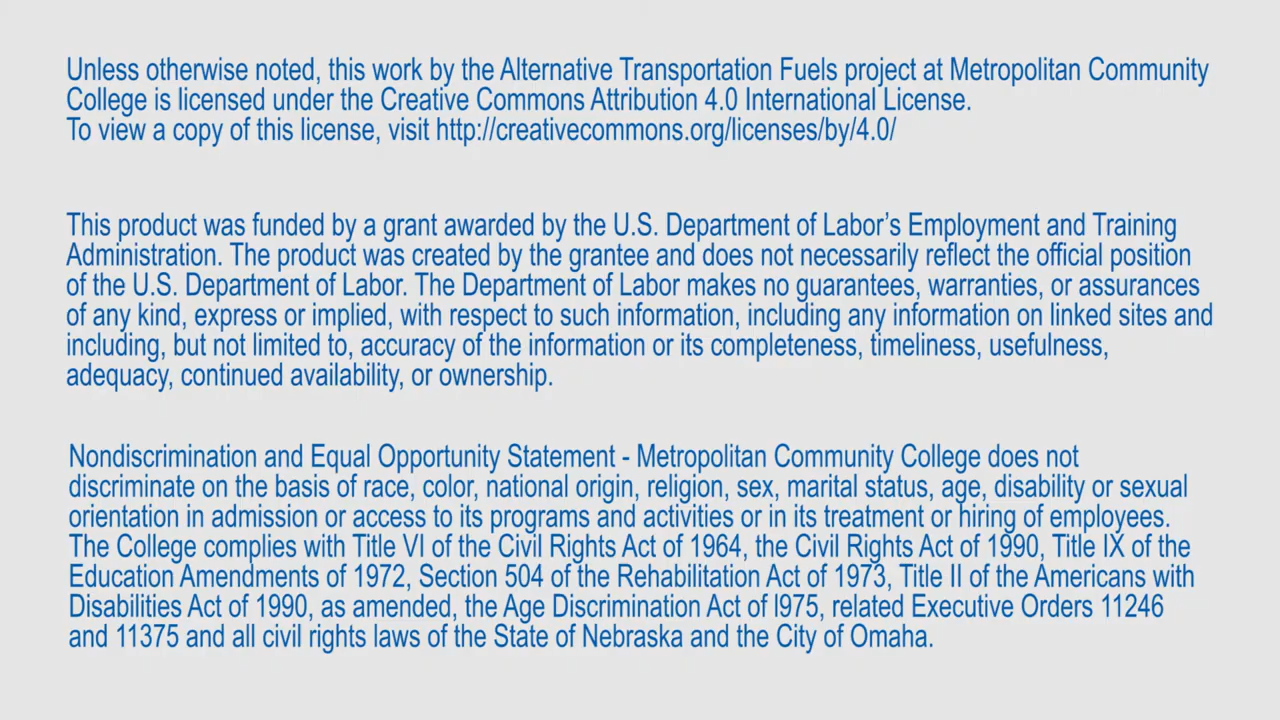 Unless otherwise noted, this work by the Alternative Transportation Fuels project at Metropolitan Community
College is licensed under the Creative Commons Attribution 4.0 International License.
To view a copy of this license, visit http://creativecommons.org/licenses/by/4.0/
This product was funded by a grant awarded by the U.S. Department of Labor’s Employment and Training
Administration. The product was created by the grantee and does not necessarily reflect the official position
of the U.S. Department of Labor. The Department of Labor makes no guarantees, warranties, or assurances
of any kind, express or implied, with respect to such information, including any information on linked sites and
including, but not limited to, accuracy of the information or its completeness, timeliness, usefulness,
adequacy, continued availability, or ownership.
Nondiscrimination and Equal Opportunity Statement - Metropolitan Community College does not
discriminate on the basis of race, color, national origin, religion, sex, marital status, age, disability or sexual
orientation in admission or access to its programs and activities or in its treatment or hiring of employees.
The College complies with Title VI of the Civil Rights Act of 1964, the Civil Rights Act of 1990, Title IX of the
Education Amendments of 1972, Section 504 of the Rehabilitation Act of 1973, Title II of the Americans with
Disabilities Act of 1990, as amended, the Age Discrimination Act of l975, related Executive Orders 11246
and 11375 and all civil rights laws of the State of Nebraska and the City of Omaha.